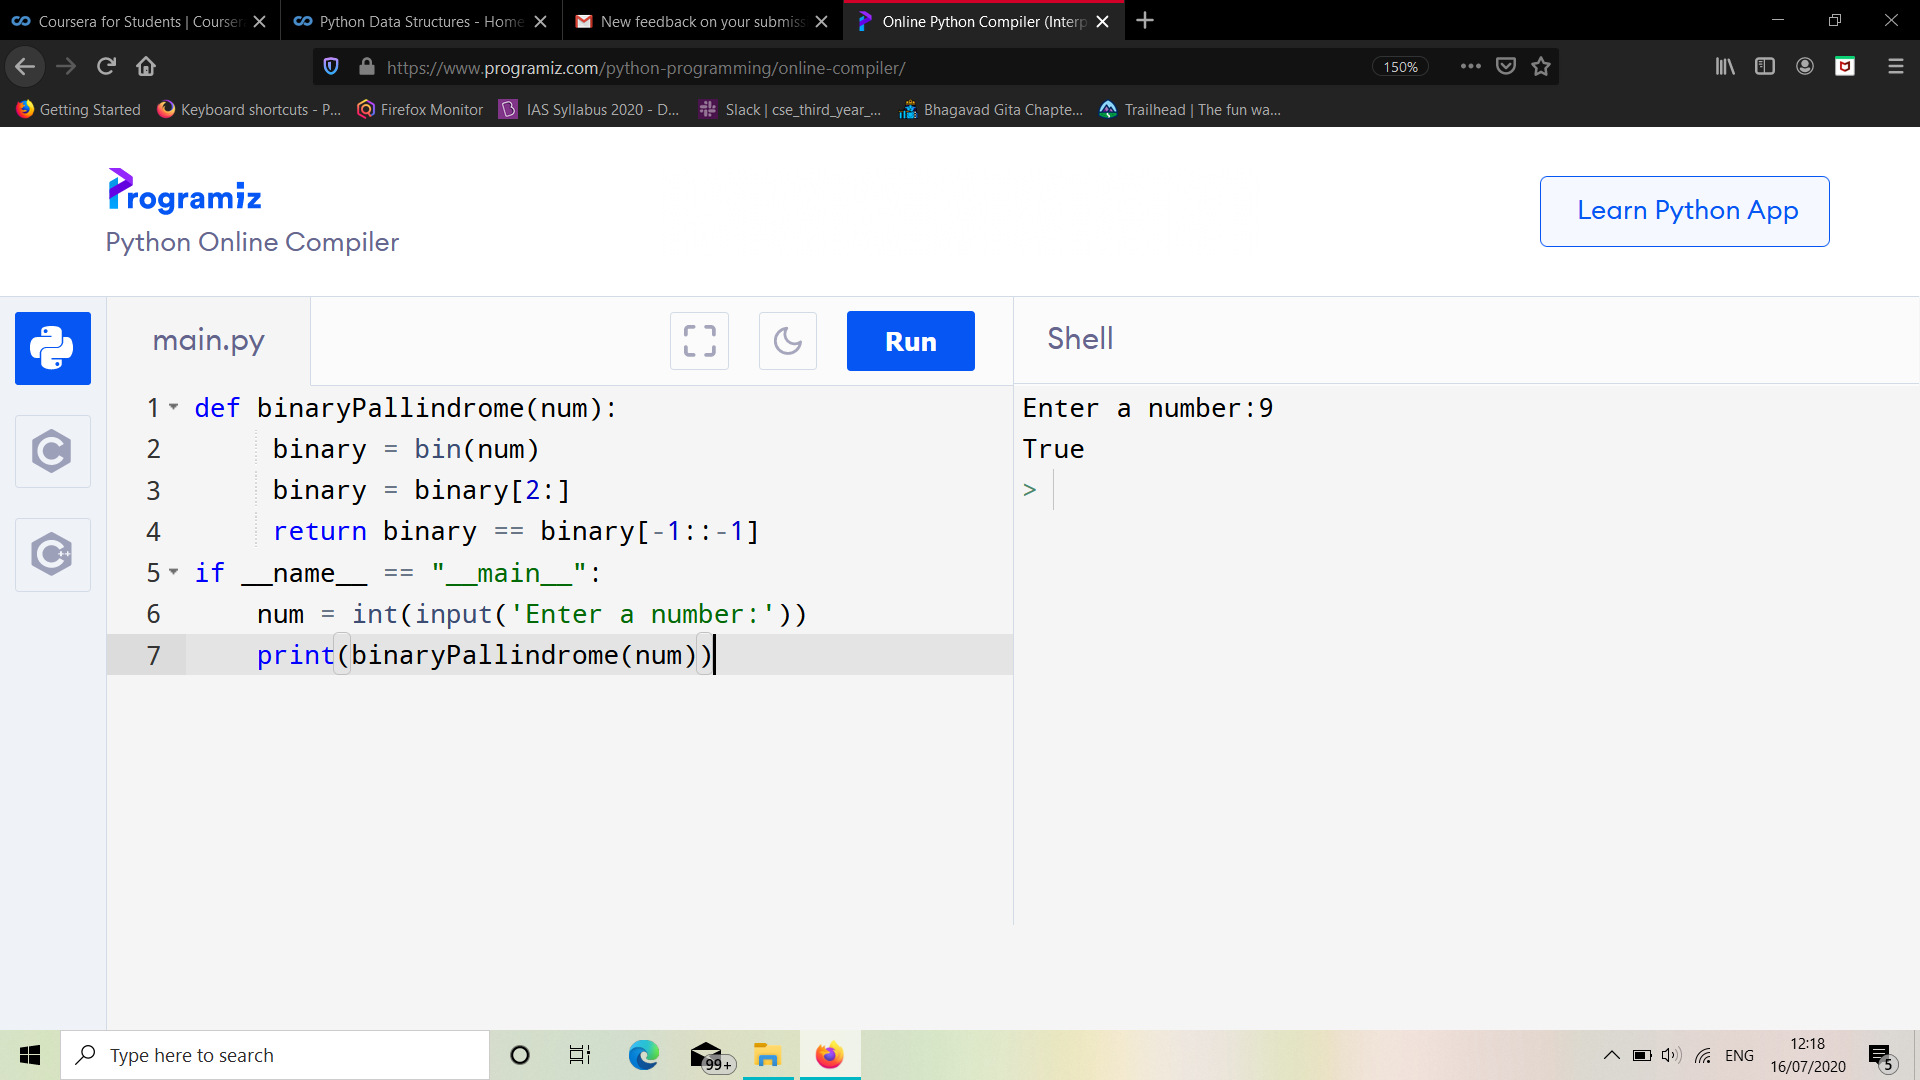 Coursera for Students | Courser
Python Data Structures - Home
New feedback on your submiss
Online Python Compiler (Interp
https://www.programiz.com/python-programming/online-compiler/
150%
Getting Started
Keyboard shortcuts - P...
Firefox Monitor
IAS Syllabus 2020 - D...
Slack | cse_third_year_...
Bhagavad Gita Chapte...
Trailhead | The fun wa...
Programiz
Python Online Compiler
Learn Python App
main.py
Run
Shell
1 def binaryPallindrome(num):
2 binary = bin(num)
3 binary = binary[2:]
4 return binary == binary[-1::-1]
5 if __name__ == "__main__":
6 num = int(input('Enter a number:'))
7 print(binaryPallindrome(num))
Enter a number:9
True
>
C
C++
Type here to search
99+
ENG
12:18
16/07/2020
5